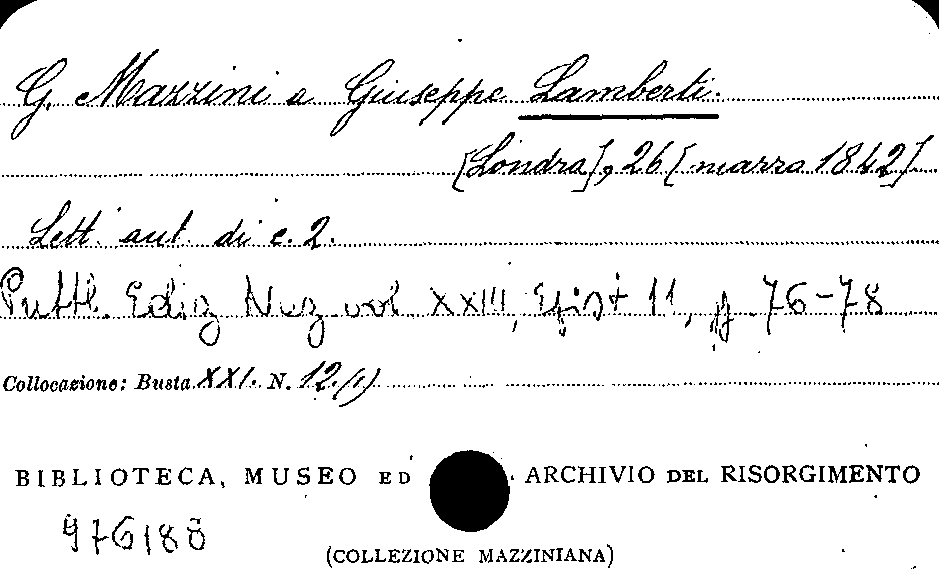 G. Mazzini a Giuseppe Lamberti.
[Londra], 26 [marzo 1842].
Lett. aut. di c. 2.
Pubbl. Ediz Naz vol XXIII, Epist 11, pp 76-78
Collocazione: Busta XXI. N. 12.(1)
BIBLIOTECA, MUSEO ED ARCHIVIO DEL RISORGIMENTO
976188
(COLLEZIONE MAZZINIANA)